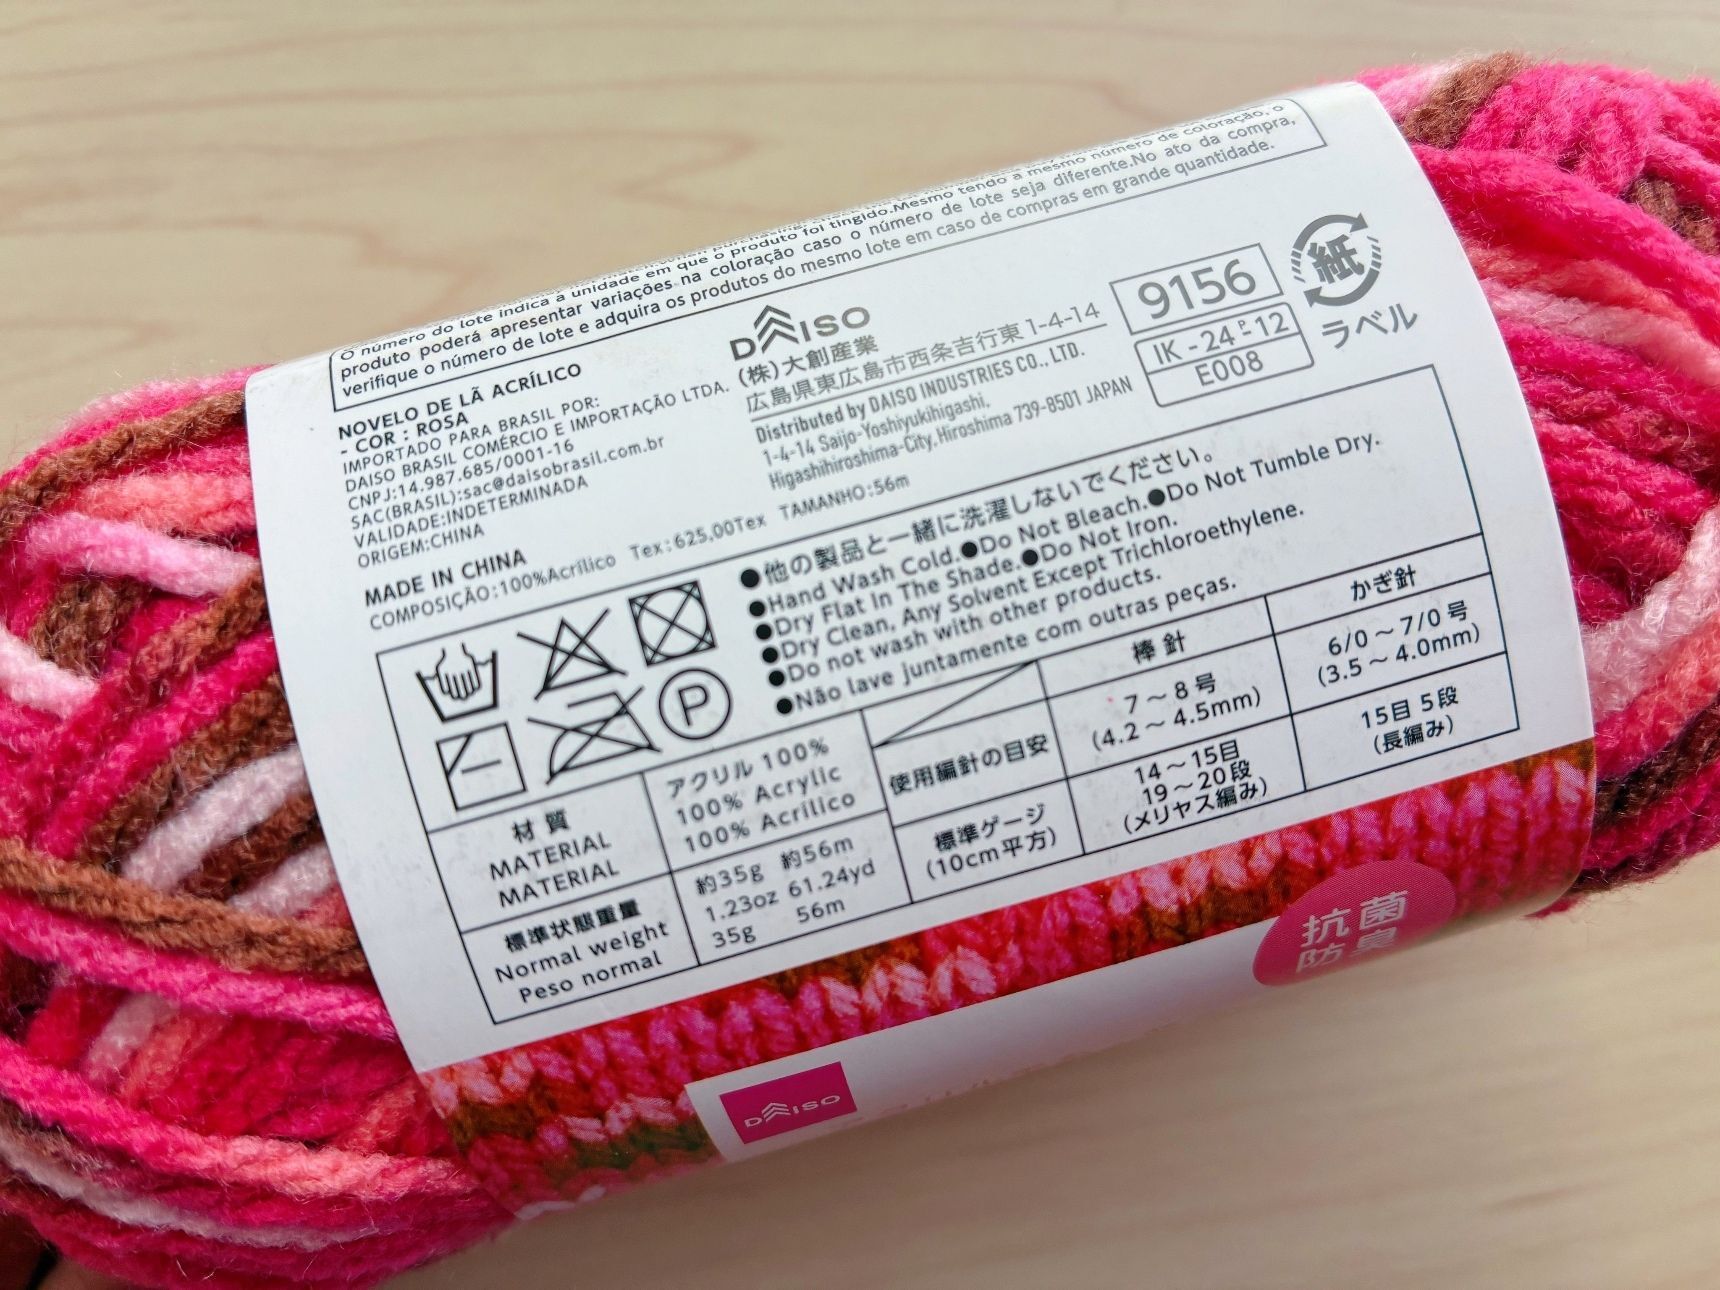 O número do lote indica a unidade em que o produto foi tingido.Mesmo tendo a mesmo número de coloração, o
produto poderá apresentar variações na coloração caso o número de lote seja diferente.No ato da compra,
verifique o número de lote e adquira os produtos do mesmo lote em caso de compras em grande quantidade.
NOVELO DE LÃ ACRÍLICO
- COR : ROSA
IMPORTADO PARA BRASIL POR:
DAISO BRASIL COMÉRCIO E IMPORTAÇÃO LTDA.
CNPJ:14.987.685/0001-16
SAC(BRASIL):sac@daisobrasil.com.br
VALIDADE:INDETERMINADA
ORIGEM:CHINA
MADE IN CHINA
COMPOSIÇÃO:100%Acrílico Tex:625,00Tex TAMANHO:56m
DAISO
(株)大創産業
広島県東広島市西条吉行東1-4-14
Distributed by DAISO INDUSTRIES CO., LTD.
1-4-14 Saijo-Yoshiyukihigashi,
Higashihiroshima-City,Hiroshima 739-8501 JAPAN
9156
IK-24-P-12
E008
紙
ラベル
●他の製品と一緒に洗濯しないでください。
●Hand Wash Cold.●Do Not Bleach.●Do Not Tumble Dry.
●Dry Flat In The Shade.●Do Not Iron.
●Dry Clean, Any Solvent Except Trichloroethylene.
●Do not wash with other products.
●Não lave juntamente com outras peças.
P
材質
MATERIAL
MATERIAL
アクリル 100%
100% Acrylic
100% Acrílico
標準状態重量
Normal weight
Peso normal
約35g 約56m
1.23oz 61.24yd
35g 56m
棒針
かぎ針
使用編針の目安
7～8号
(4.2～4.5mm)
6/0～7/0号
(3.5～4.0mm)
標準ゲージ
(10cm平方)
14～15目
19～20段
(メリヤス編み)
15目 5段
(長編み)
抗菌
防臭
DAISO